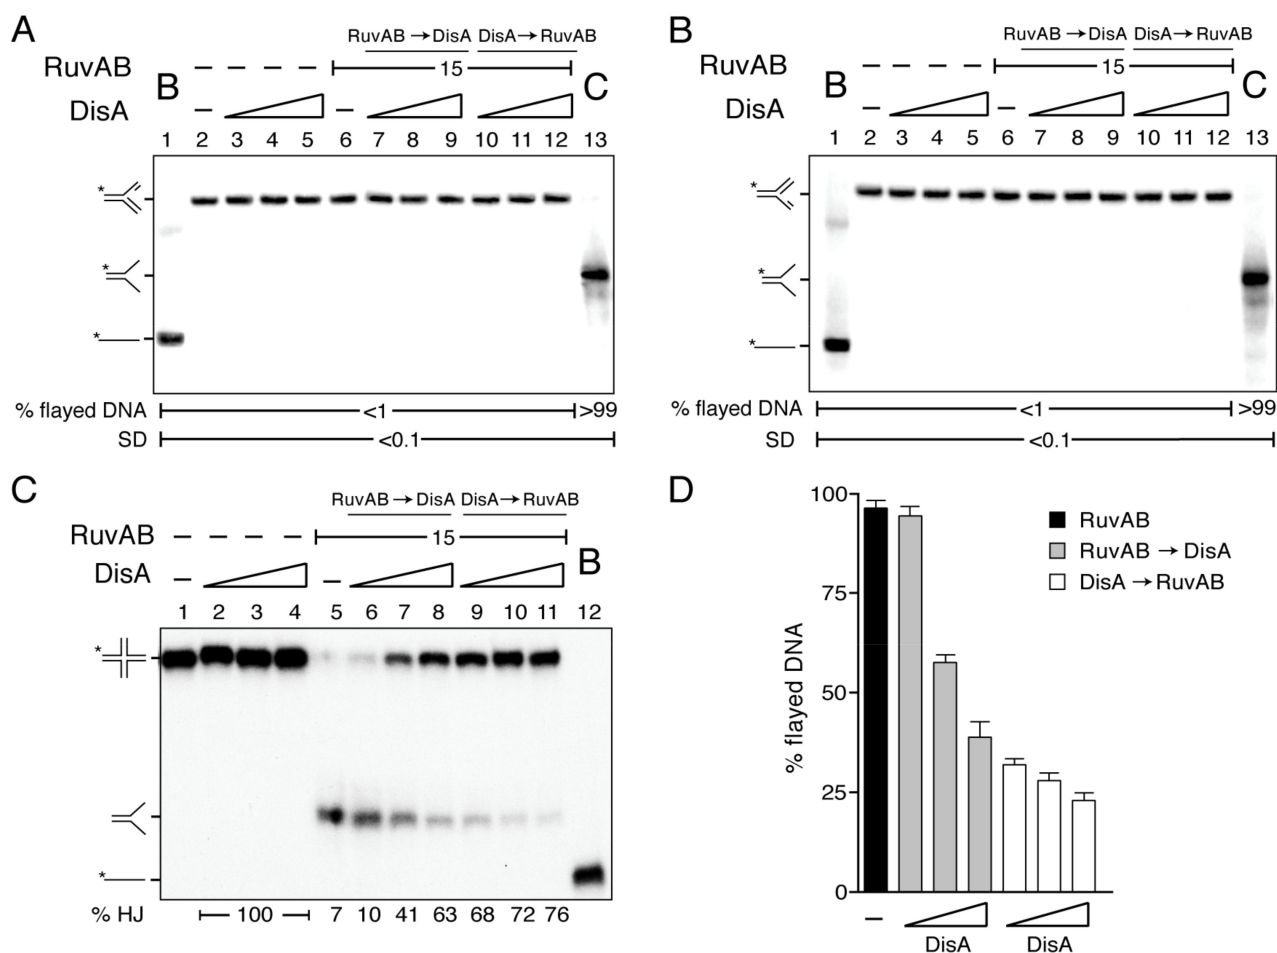 A
RuvAB → DisA DisA → RuvAB
RuvAB – – – – 15
B C
DisA – –
1 2 3 4 5 6 7 8 9 10 11 12 13
*
*
*
% flayed DNA <1 >99
SD <0.1
B
RuvAB → DisA DisA → RuvAB
RuvAB – – – – 15
B C
DisA – –
1 2 3 4 5 6 7 8 9 10 11 12 13
*
*
*
% flayed DNA <1 >99
SD <0.1
C
RuvAB → DisA DisA → RuvAB
RuvAB – – – – 15
B
DisA – –
1 2 3 4 5 6 7 8 9 10 11 12
*
*
% HJ 100 7 10 41 63 68 72 76
D
% flayed DNA
100
75
50
25
0
RuvAB
RuvAB → DisA
DisA → RuvAB
–
DisA DisA